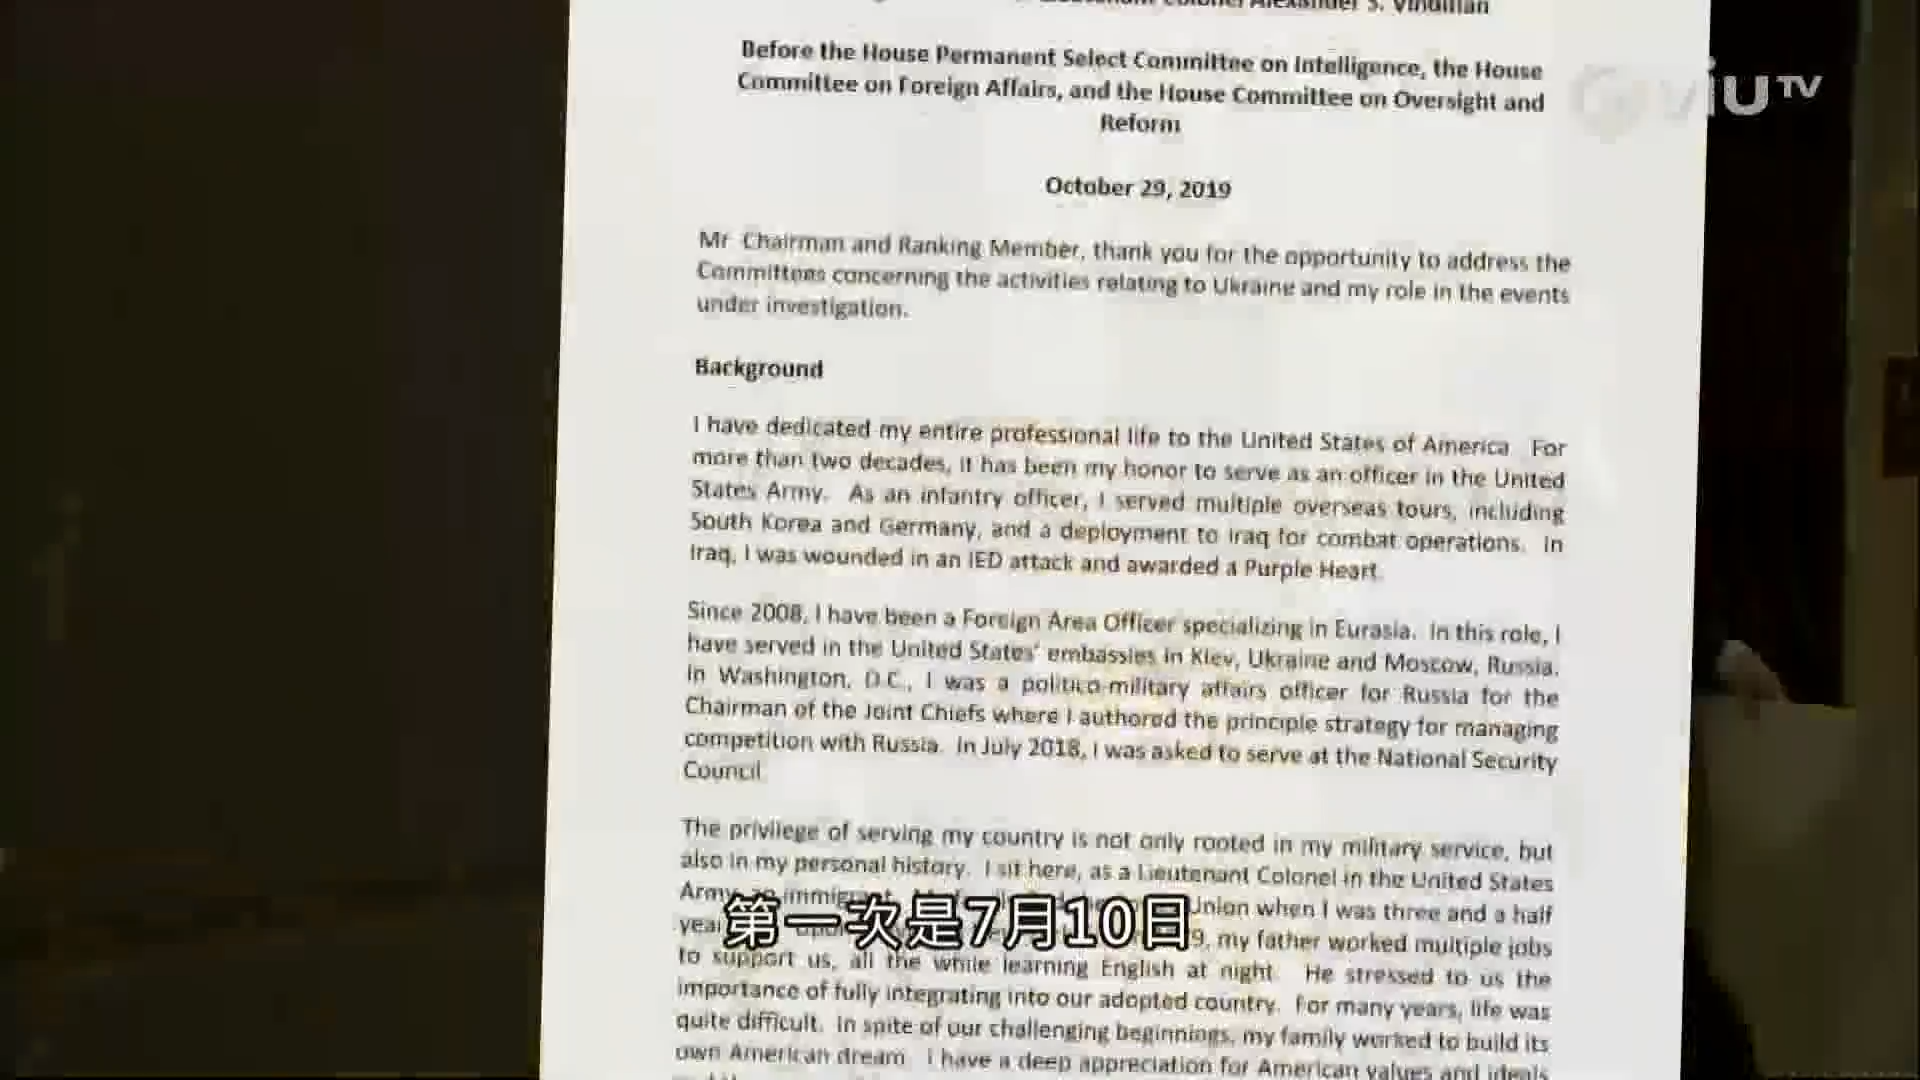 Lieutenant Colonel Alexander S. Vindman
Before the House Permanent Select Committee on Intelligence, the House
Committee on Foreign Affairs, and the House Committee on Oversight and
Reform
viuTV
October 29, 2019
Mr Chairman and Ranking Member, thank you for the opportunity to address the
Committees concerning the activities relating to Ukraine and my role in the events
under investigation.
Background
I have dedicated my entire professional life to the United States of America. For
more than two decades, it has been my honor to serve as an officer in the United
States Army. As an infantry officer, I served multiple overseas tours, including
South Korea and Germany, and a deployment to Iraq for combat operations. In
Iraq, I was wounded in an IED attack and awarded a Purple Heart.
Since 2008, I have been a Foreign Area Officer specializing in Eurasia. In this role, I
have served in the United States' embassies in Kiev, Ukraine and Moscow, Russia.
In Washington, D.C., I was a politico-military affairs officer for Russia for the
Chairman of the Joint Chiefs where I authored the principle strategy for managing
competition with Russia. In July 2018, I was asked to serve at the National Security
Council
The privilege of serving my country is not only rooted in my military service, but
also in my personal history. I sit here, as a Lieutenant Colonel in the United States
Army, an immigrant. Union when I was three and a half
my father worked multiple jobs
第一次是7月10日
to support us, all the while learning English at night. He stressed to us the
importance of fully integrating into our adopted country. For many years, life was
quite difficult. In spite of our challenging beginnings, my family worked to build its
own American dream. I have a deep appreciation for American values and ideals